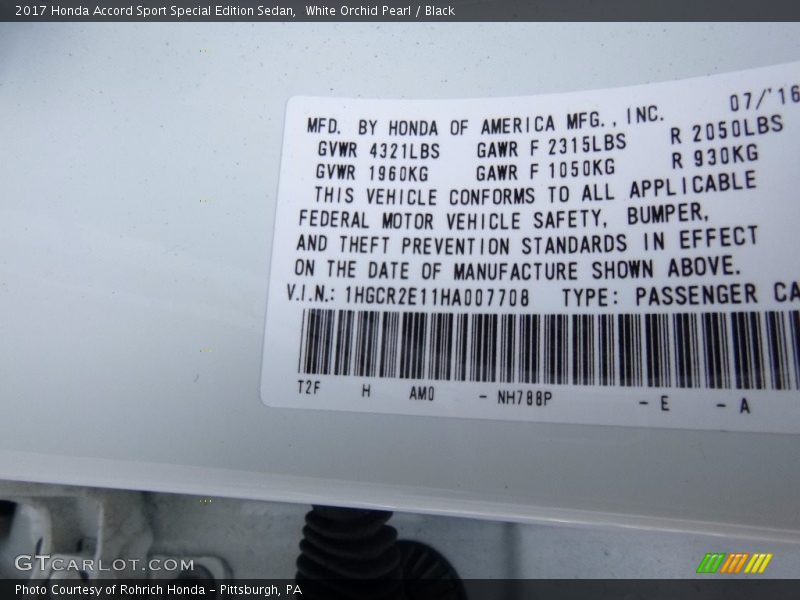 2017 Honda Accord Sport Special Edition Sedan,  White Orchid Pearl / Black
07/'16
MFD. BY HONDA OF AMERICA MFG., INC.
GVWR 4321LBS GAWR F 2315LBS R 2050LBS
GVWR 1960KG GAWR F 1050KG R 930KG
THIS VEHICLE CONFORMS TO ALL APPLICABLE
FEDERAL MOTOR VEHICLE SAFETY, BUMPER,
AND THEFT PREVENTION STANDARDS IN EFFECT
ON THE DATE OF MANUFACTURE SHOWN ABOVE.
V.I.N.: 1HGCR2E11HA007708 TYPE: PASSENGER CA
T2F H AM0 - NH788P - E - A
GTCARLOT.COM
Photo Courtesy of Rohrich Honda - Pittsburgh, PA